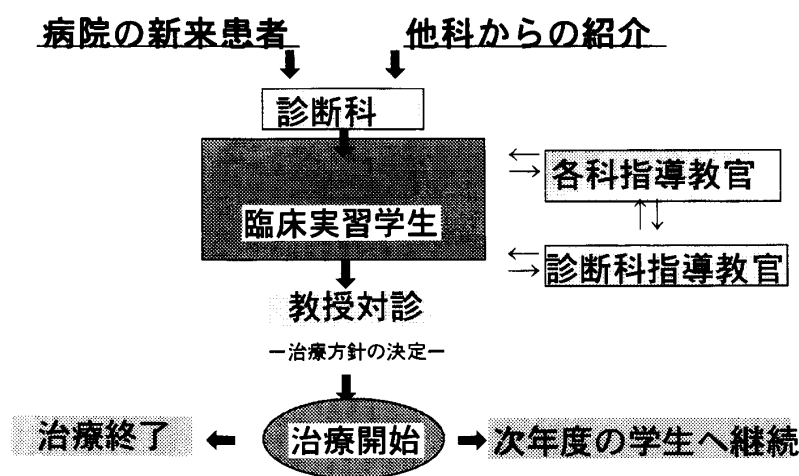 病院の新来患者
他科からの紹介
診断科
臨床実習学生
各科指導教官
診断科指導教官
教授対診
ー治療方針の決定ー
治療終了
治療開始
次年度の学生へ継続